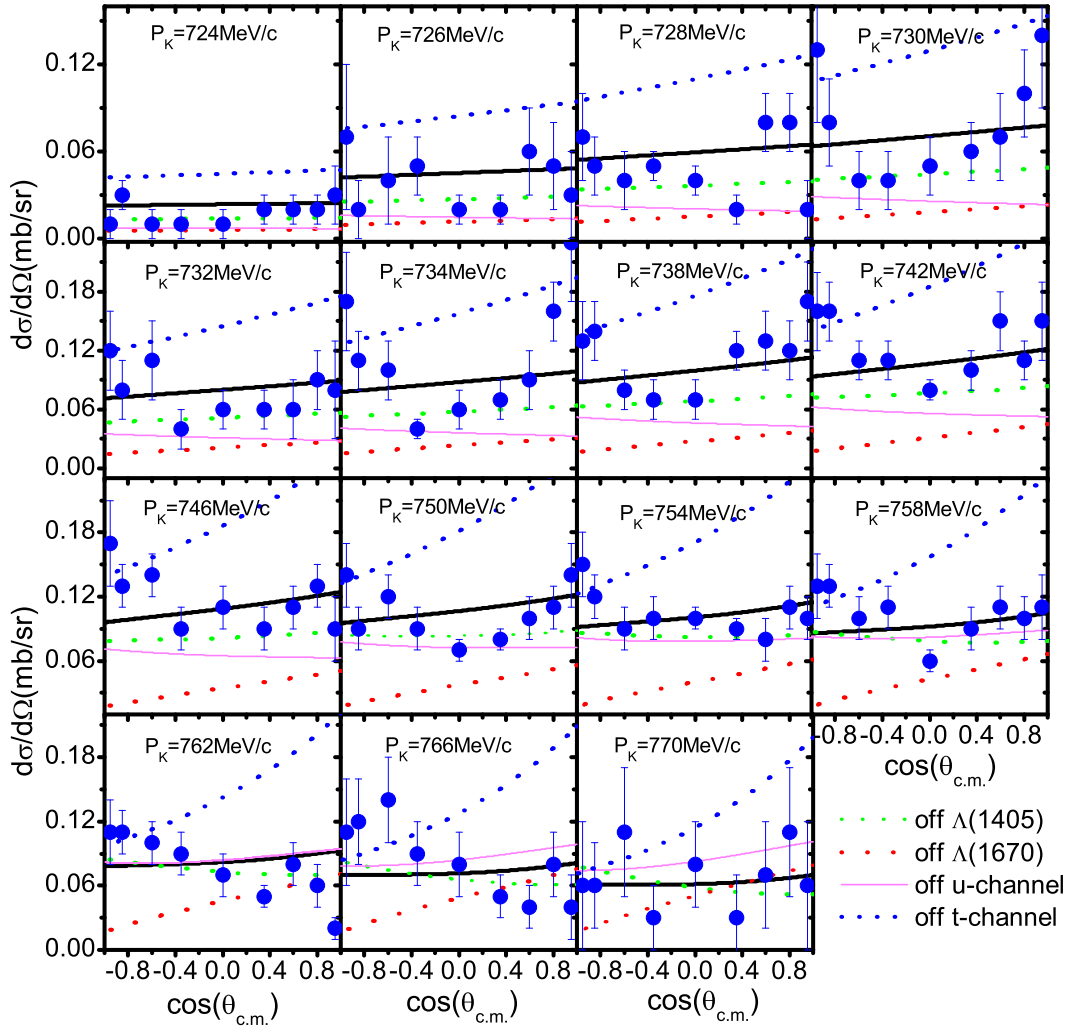 P_K=724MeV/c P_K=726MeV/c P_K=728MeV/c P_K=730MeV/c
0.12
0.06
0.00
dσ/dΩ(mb/sr)
P_K=732MeV/c P_K=734MeV/c P_K=738MeV/c P_K=742MeV/c
0.18
0.12
0.06
0.00
P_K=746MeV/c P_K=750MeV/c P_K=754MeV/c P_K=758MeV/c
0.18
0.12
0.06
dσ/dΩ(mb/sr)
P_K=762MeV/c P_K=766MeV/c P_K=770MeV/c
0.18
0.12
0.06
0.00
-0.8 -0.4 0.0 0.4 0.8
cos(θ_c.m.)
off Λ(1405)
off Λ(1670)
off u-channel
off t-channel
-0.8 -0.4 0.0 0.4 0.8 -0.8 -0.4 0.0 0.4 0.8 -0.8 -0.4 0.0 0.4 0.8
cos(θ_c.m.) cos(θ_c.m.) cos(θ_c.m.)